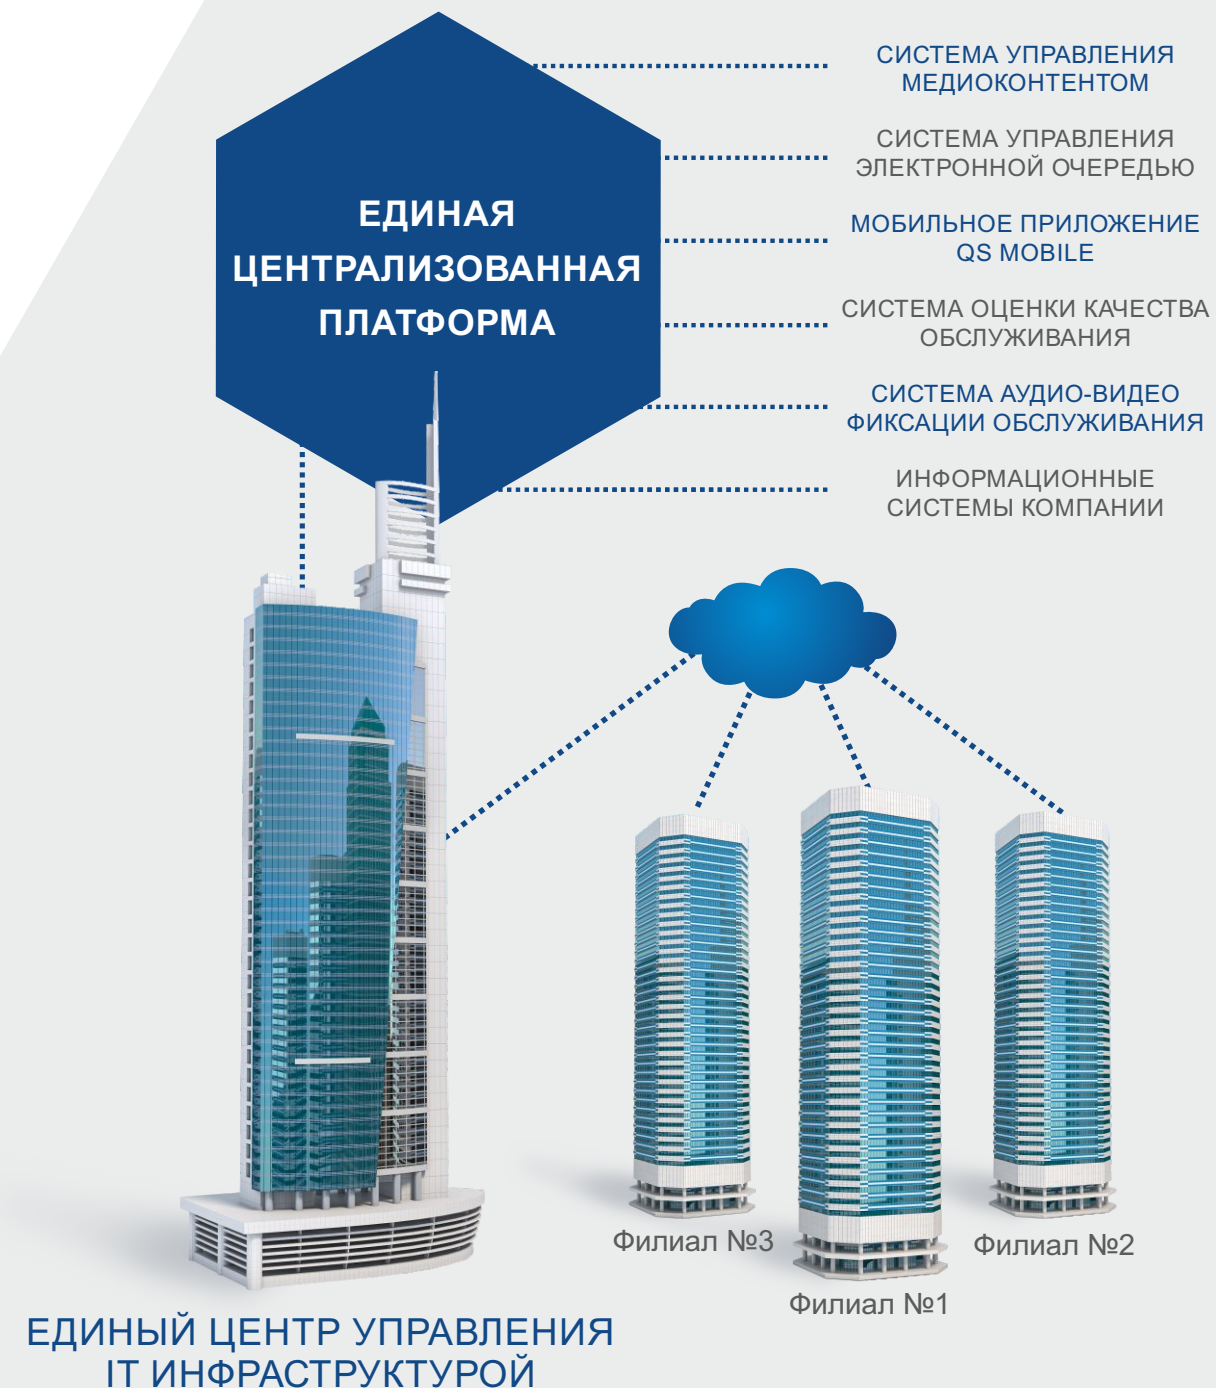 СИСТЕМА УПРАВЛЕНИЯ
МЕДИОКОНТЕНТОМ
СИСТЕМА УПРАВЛЕНИЯ
ЭЛЕКТРОННОЙ ОЧЕРЕДЬЮ
МОБИЛЬНОЕ ПРИЛОЖЕНИЕ
QS MOBILE
СИСТЕМА ОЦЕНКИ КАЧЕСТВА
ОБСЛУЖИВАНИЯ
СИСТЕМА АУДИО-ВИДЕО
ФИКСАЦИИ ОБСЛУЖИВАНИЯ
ИНФОРМАЦИОННЫЕ
СИСТЕМЫ КОМПАНИИ
ЕДИНАЯ
ЦЕНТРАЛИЗОВАННАЯ
ПЛАТФОРМА
Филиал №3
Филиал №1
Филиал №2
ЕДИНЫЙ ЦЕНТР УПРАВЛЕНИЯ
IT ИНФРАСТРУКТУРОЙ